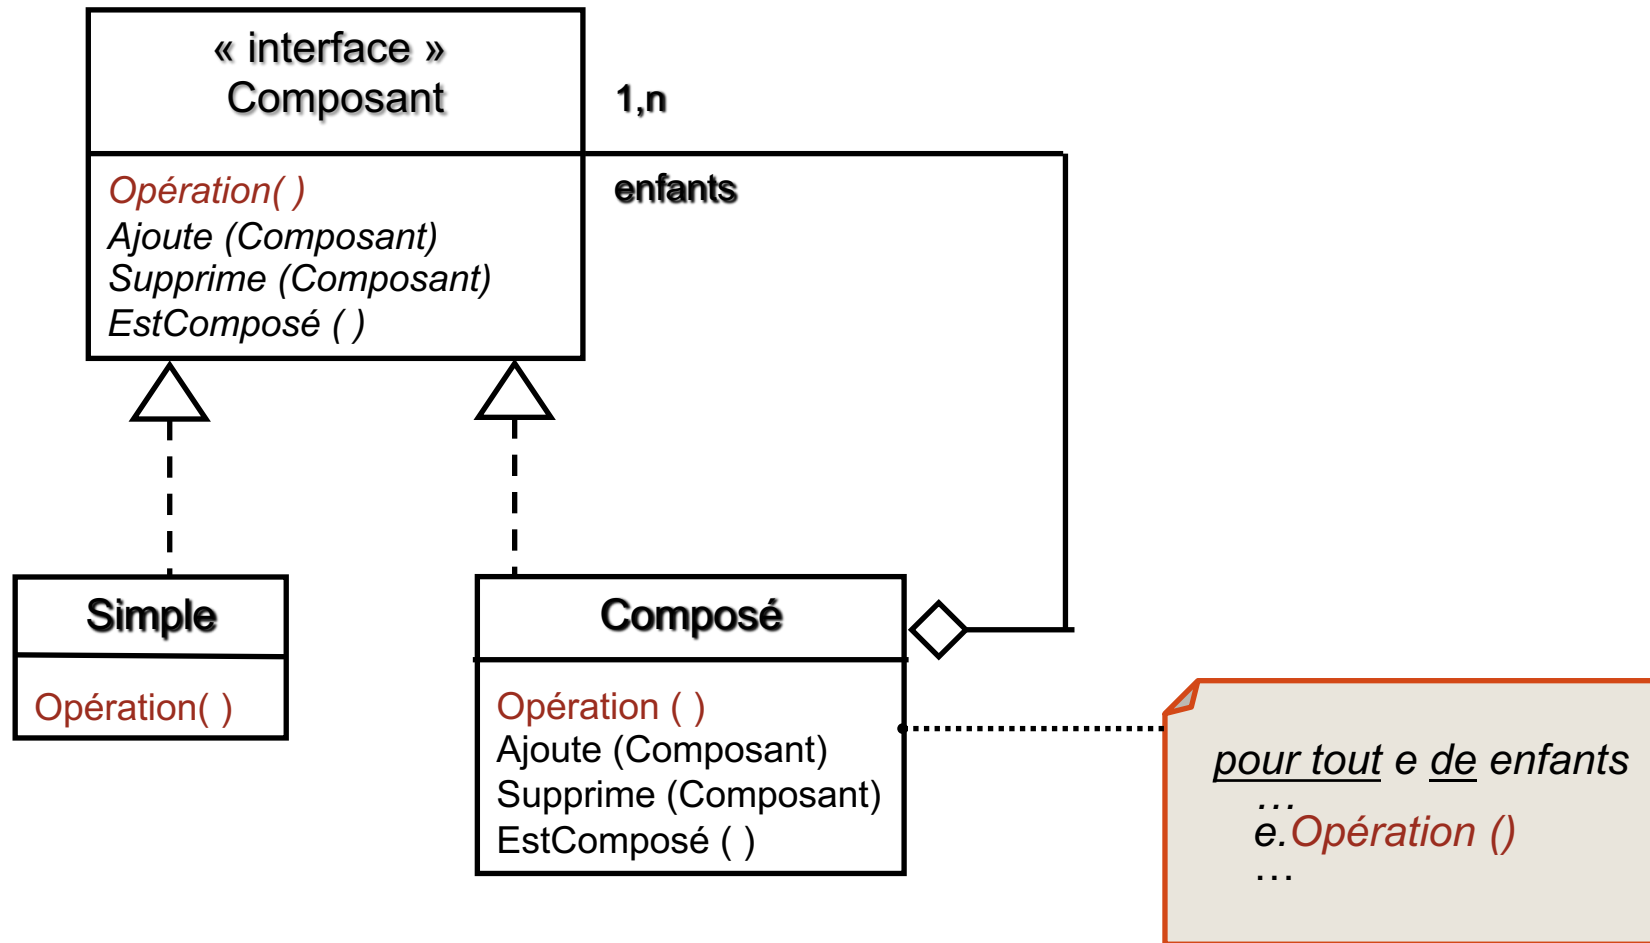 « interface »
Composant
1,n
enfants
Opération( )
Ajoute (Composant)
Supprime (Composant)
EstComposé ( )
Simple
Opération( )
Composé
Opération ( )
Ajoute (Composant)
Supprime (Composant)
EstComposé ( )
pour tout e de enfants
…
e.Opération ()
…